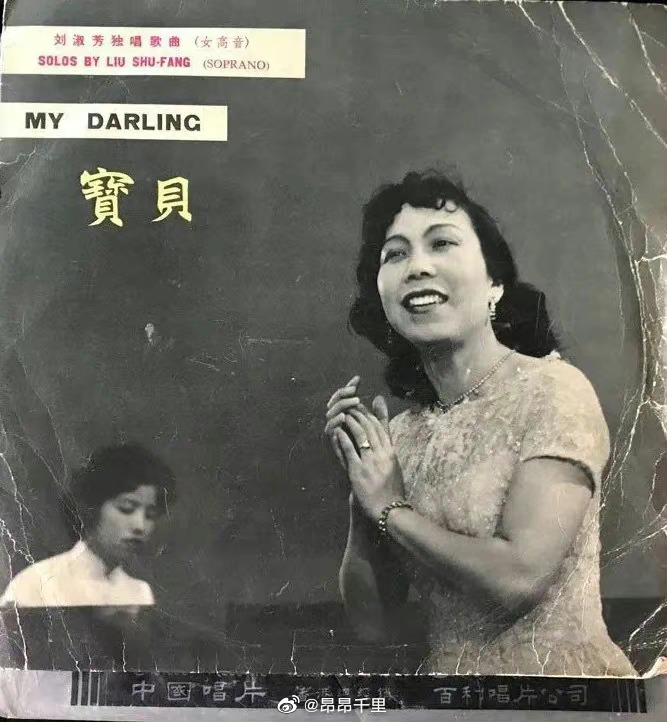 刘淑芳独唱歌曲 (女高音)
SOLOS BY LIU SHU-FANG (SOPRANO)
MY DARLING
寶貝
中國唱片 百利唱片公司
@昂昂千里